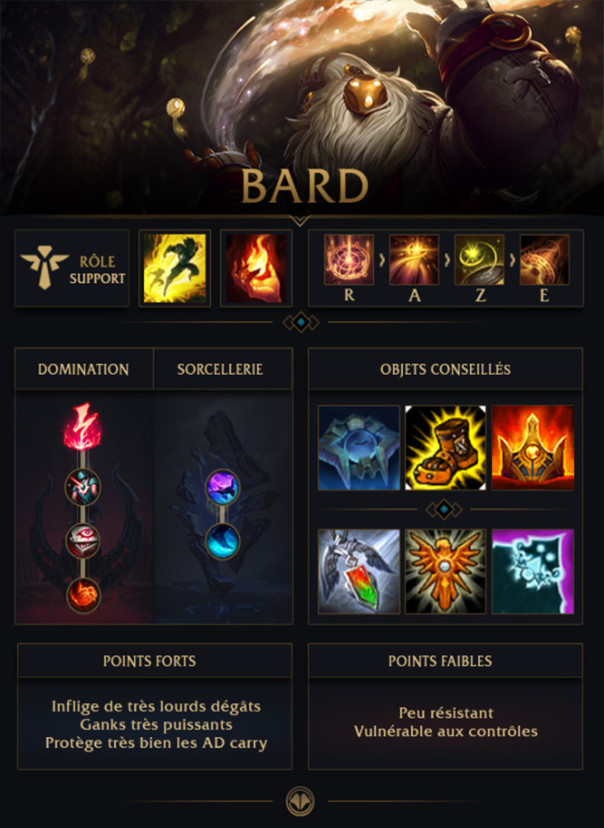 BARD
RÔLE
SUPPORT
R A Z E
DOMINATION
SORCELLERIE
OBJETS CONSEILLÉS
POINTS FORTS
Inflige de très lourds dégâts
Ganks très puissants
Protège très bien les AD carry
POINTS FAIBLES
Peu résistant
Vulnérable aux contrôles